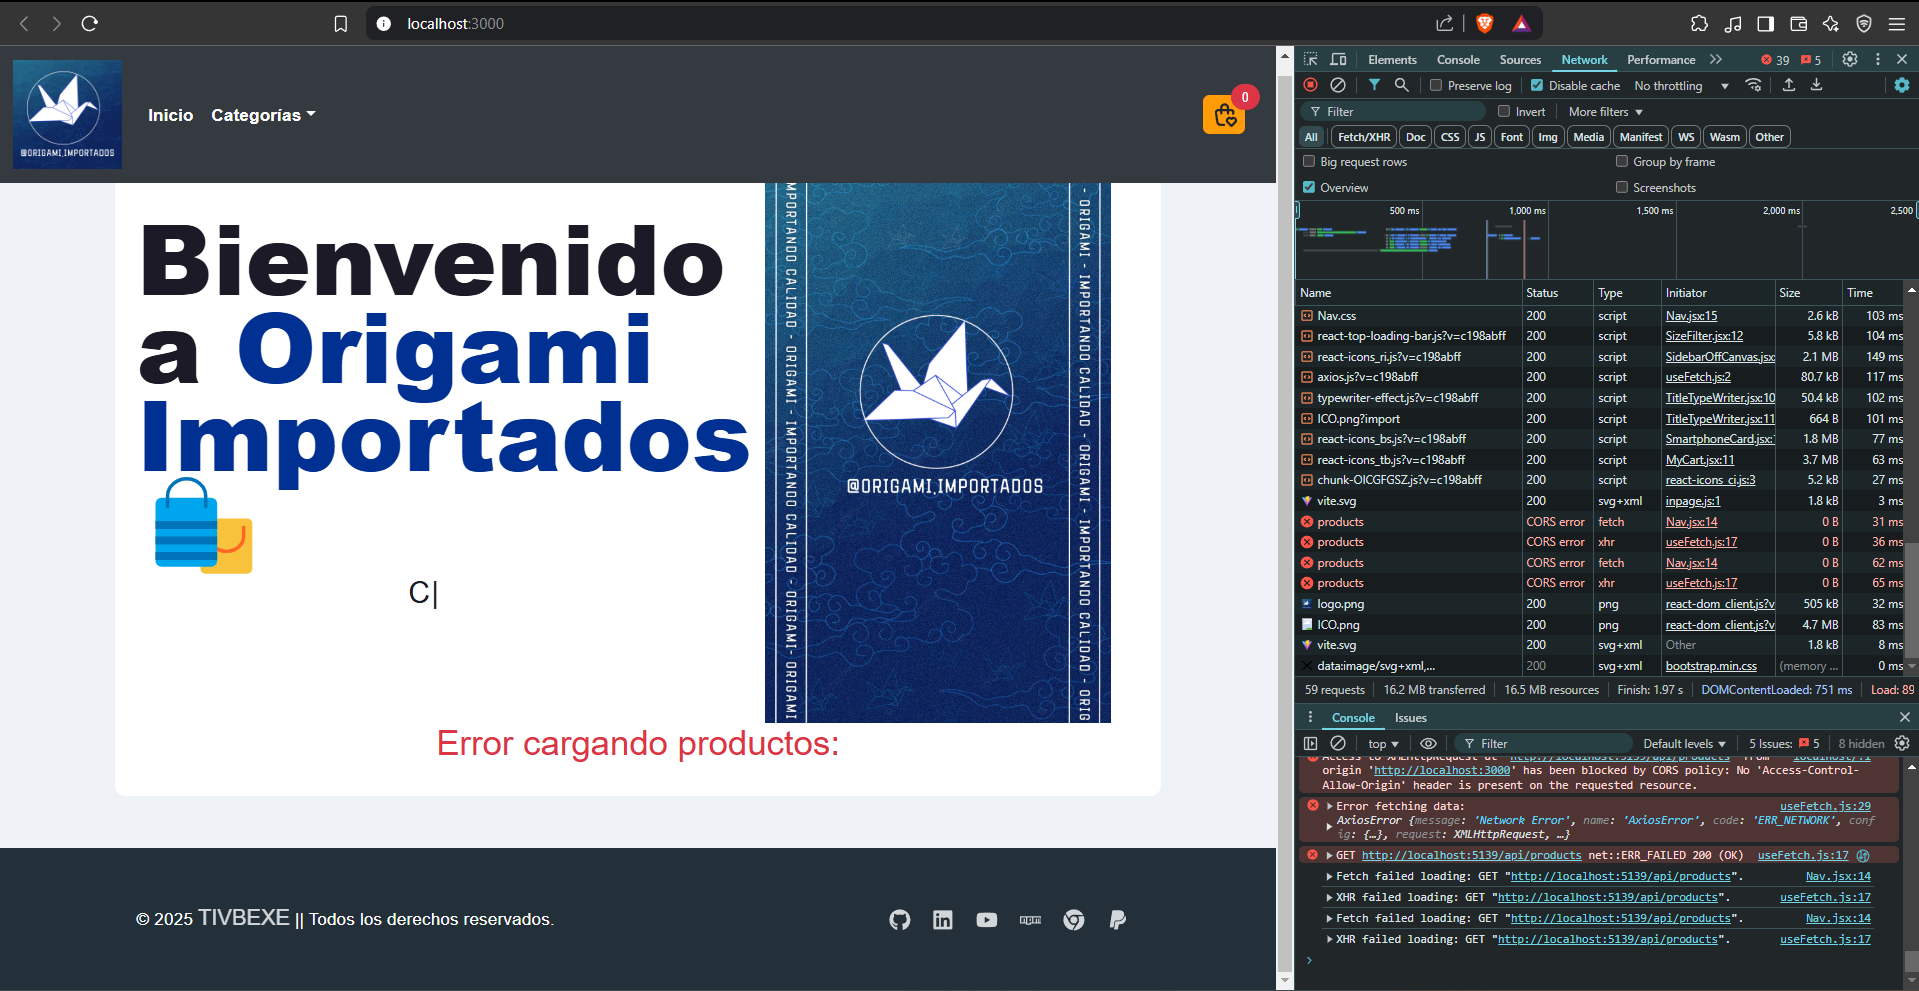 localhost:3000
@ORIGAMI.IMPORTADOS
Inicio
Categorías
0
Bienvenido
a Origami
Importados
C|
IMPORTANDO CALIDAD - ORIGAMI - IMPORTANDO CALIDAD - ORIGAMI- ORIGAMI
@ORIGAMI.IMPORTADOS
- ORIGAMI - IMPORTANDO CALIDAD - ORIGAMI - IMPORTANDO CALIDAD - ORIG
Error cargando productos:
© 2025 TIVBEXE || Todos los derechos reservados.
npm
Elements Console Sources Network Performance 39 5
Preserve log Disable cache No throttling
Filter Invert More filters
All Fetch/XHR Doc CSS JS Font Img Media Manifest WS Wasm Other
Big request rows Group by frame
Overview Screenshots
500 ms 1,000 ms 1,500 ms 2,000 ms 2,500
Name Status Type Initiator Size Time
Nav.css 200 script Nav.jsx:15 2.6 kB 103 ms
react-top-loading-bar.js?v=c198abff 200 script SizeFilter.jsx:12 5.8 kB 104 ms
react-icons_ri.js?v=c198abff 200 script SidebarOffCanvas.jsx 2.1 MB 149 ms
axios.js?v=c198abff 200 script useFetch.js:2 80.7 kB 117 ms
typewriter-effect.js?v=c198abff 200 script TitleTypeWriter.jsx:10 50.4 kB 102 ms
ICO.png?import 200 script TitleTypeWriter.jsx:11 664 B 101 ms
react-icons_bs.js?v=c198abff 200 script SmartphoneCard.jsx: 1.8 MB 77 ms
react-icons_tb.js?v=c198abff 200 script MyCart.jsx:11 3.7 MB 63 ms
chunk-OICGFGSZ.js?v=c198abff 200 script react-icons_ci.js:3 5.2 kB 27 ms
vite.svg 200 svg+xml inpage.js:1 1.8 kB 3 ms
products CORS error fetch Nav.jsx:14 0 B 31 ms
products CORS error xhr useFetch.js:17 0 B 36 ms
products CORS error fetch Nav.jsx:14 0 B 62 ms
products CORS error xhr useFetch.js:17 0 B 65 ms
logo.png 200 png react-dom_client.js?v 505 kB 32 ms
ICO.png 200 png react-dom_client.js?v 4.7 MB 83 ms
vite.svg 200 svg+xml Other 1.8 kB 8 ms
data:image/svg+xml,... 200 svg+xml bootstrap.min.css (memory ... 0 ms
59 requests 16.2 MB transferred 16.5 MB resources Finish: 1.97 s DOMContentLoaded: 751 ms Load: 89
Console Issues
top Filter Default levels 5 Issues: 5 8 hidden
Access to XMLHttpRequest at 'http://localhost:5139/api/products' from localhost/:1
origin 'http://localhost:3000' has been blocked by CORS policy: No 'Access-Control-
Allow-Origin' header is present on the requested resource.
Error fetching data: useFetch.js:29
AxiosError {message: 'Network Error', name: 'AxiosError', code: 'ERR_NETWORK', conf
ig: {…}, request: XMLHttpRequest, …}
GET http://localhost:5139/api/products net::ERR_FAILED 200 (OK) useFetch.js:17
Fetch failed loading: GET "http://localhost:5139/api/products". Nav.jsx:14
XHR failed loading: GET "http://localhost:5139/api/products". useFetch.js:17
Fetch failed loading: GET "http://localhost:5139/api/products". Nav.jsx:14
XHR failed loading: GET "http://localhost:5139/api/products". useFetch.js:17